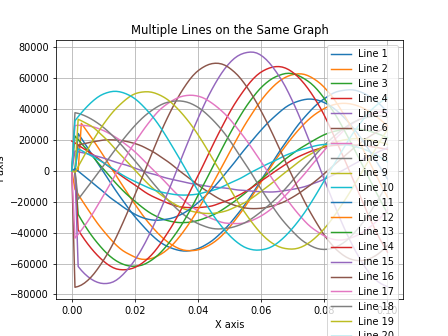 Multiple Lines on the Same Graph
80000
60000
40000
20000
0
−20000
−40000
−60000
−80000
0.00
0.02
0.04
0.06
X axis
Line 1
Line 2
Line 3
Line 4
Line 5
Line 6
Line 7
Line 8
Line 9
Line 10
Line 11
Line 12
Line 13
Line 14
Line 15
Line 16
Line 17
Line 18
Line 19